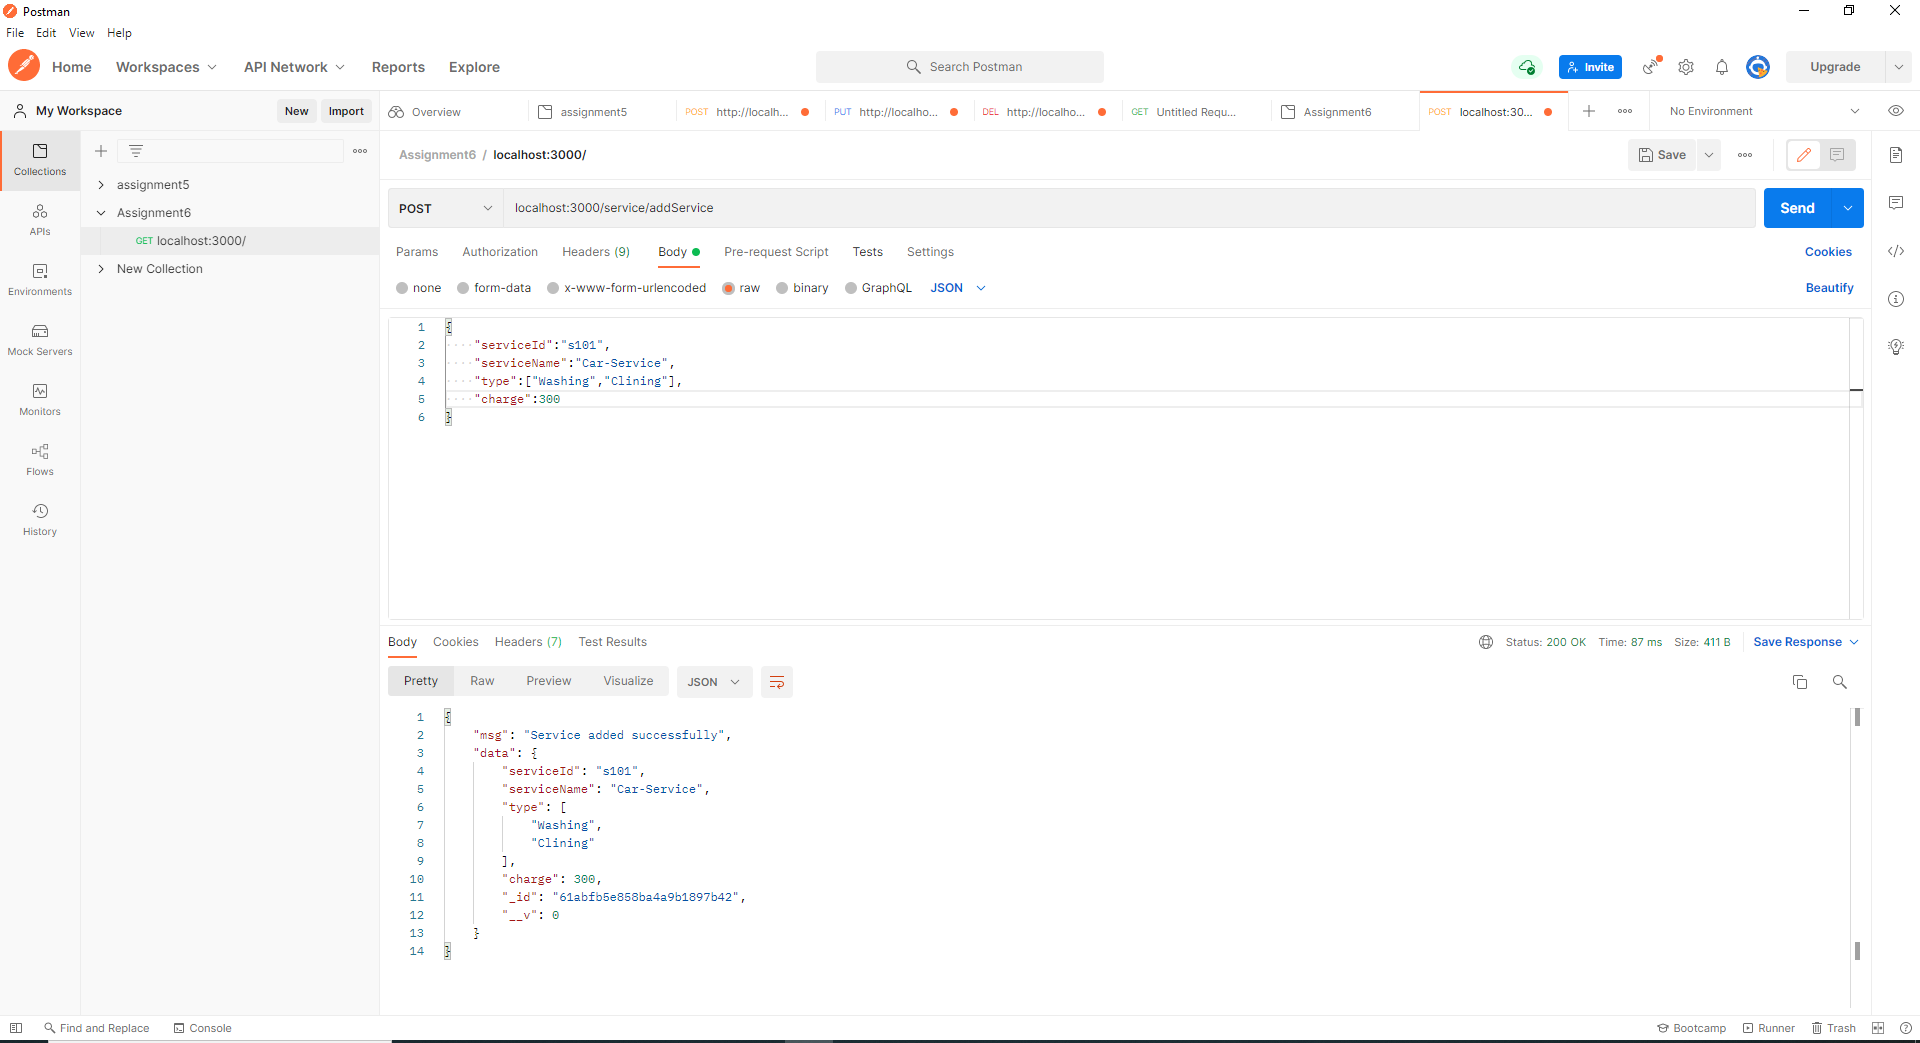 Postman
File Edit View Help
Home Workspaces API Network Reports Explore Search Postman Invite Upgrade
My Workspace New Import Overview assignment5 POST http://localh... PUT http://localho... DEL http://localho... GET Untitled Requ... Assignment6 POST localhost:30... No Environment
Collections
APIs
Environments
Mock Servers
Monitors
Flows
History
assignment5
Assignment6
GET localhost:3000/
New Collection
Assignment6 / localhost:3000/ Save
POST localhost:3000/service/addService Send
Params Authorization Headers (9) Body Pre-request Script Tests Settings Cookies
none form-data x-www-form-urlencoded raw binary GraphQL JSON Beautify
1 {
2 "serviceId":"s101",
3 "serviceName":"Car-Service",
4 "type":["Washing","Clining"],
5 "charge":300
6 }
Body Cookies Headers (7) Test Results Status: 200 OK Time: 87 ms Size: 411 B Save Response
Pretty Raw Preview Visualize JSON
1 {
2 "msg": "Service added successfully",
3 "data": {
4 "serviceId": "s101",
5 "serviceName": "Car-Service",
6 "type": [
7 "Washing",
8 "Clining"
9 ],
10 "charge": 300,
11 "_id": "61abfb5e858ba4a9b1897b42",
12 "__v": 0
13 }
14 }
Find and Replace Console Bootcamp Runner Trash